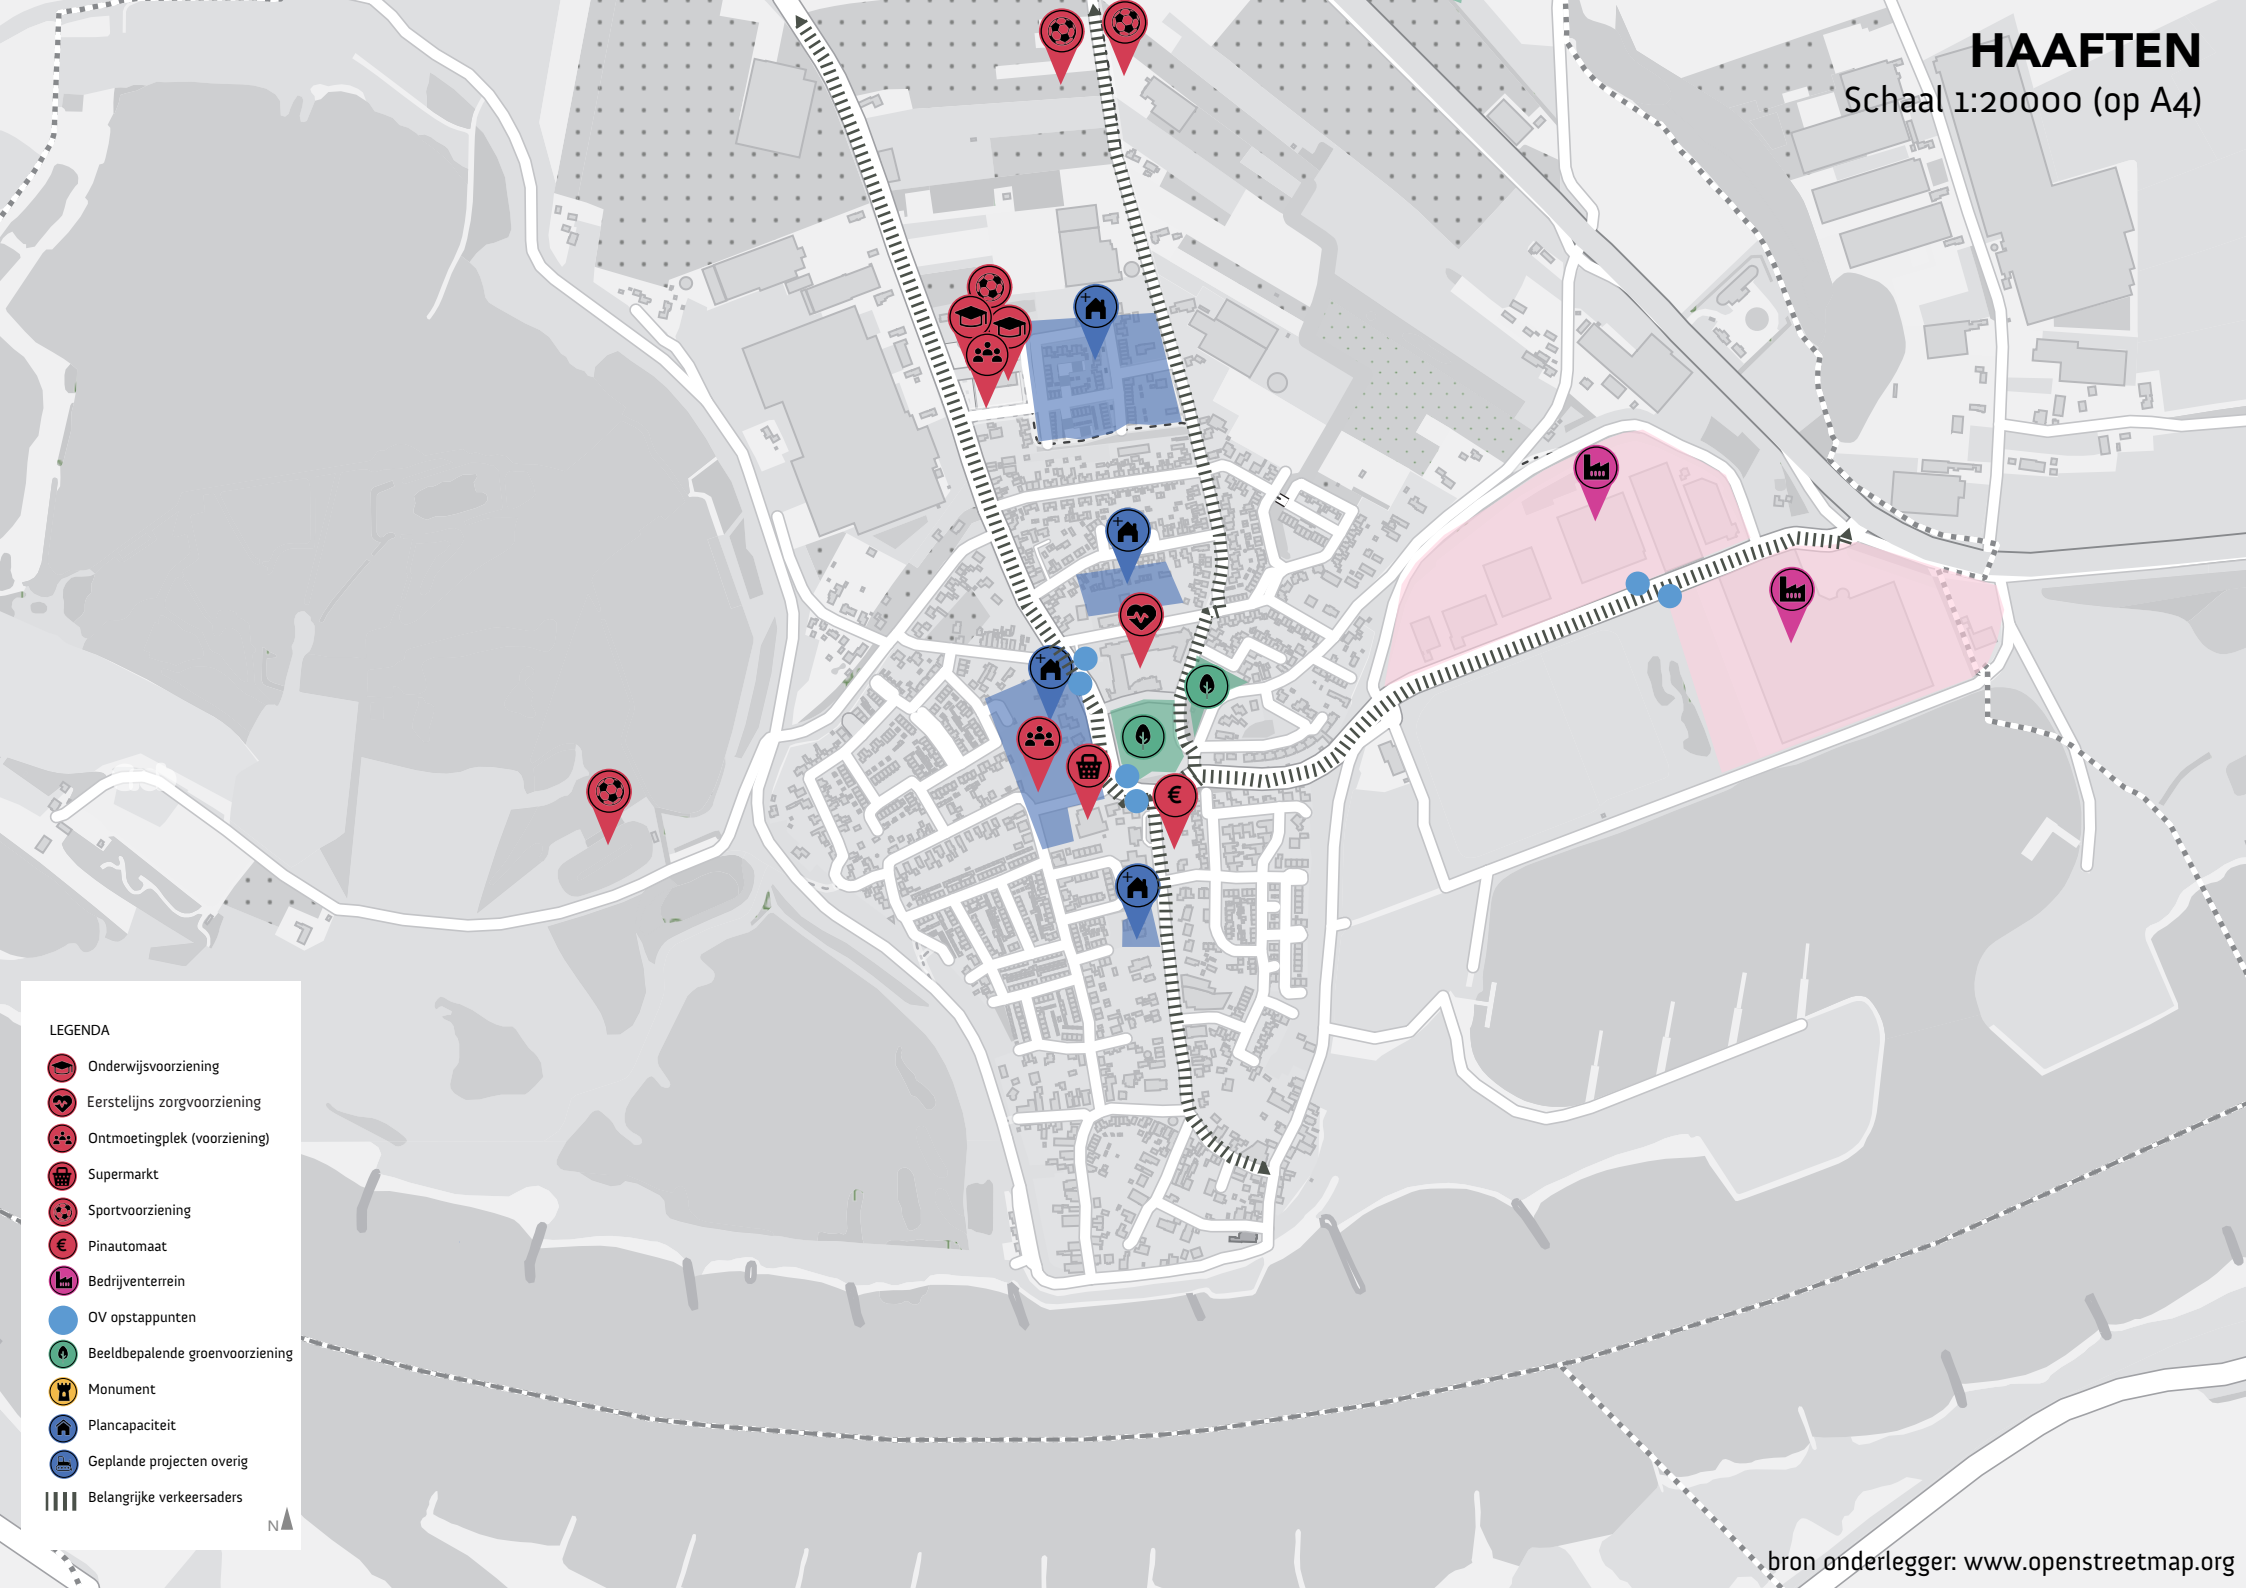 HAAFTEN
Schaal 1:20000 (op A4)
€
LEGENDA
Onderwijsvoorziening
Eerstelijns zorgvoorziening
Ontmoetingplek (voorziening)
Supermarkt
Sportvoorziening
€ Pinautomaat
Bedrijventerrein
OV opstappunten
Beeldbepalende groenvoorziening
Monument
Plancapaciteit
Geplande projecten overig
Belangrijke verkeersaders
N
bron onderlegger: www.openstreetmap.org